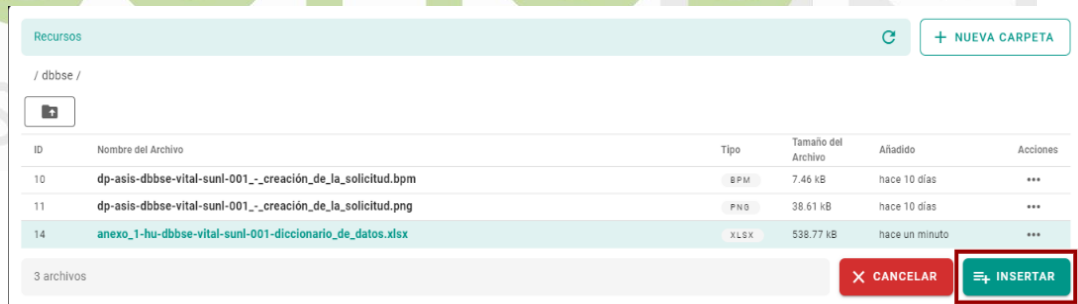 Recursos
+ NUEVA CARPETA
/ dbbse /
ID Nombre del Archivo Tipo Tamaño del Archivo Añadido Acciones
10 dp-asis-dbbse-vital-sunl-001_-_creación_de_la_solicitud.bpm BPM 7.46 kB hace 10 días •••
11 dp-asis-dbbse-vital-sunl-001_-_creación_de_la_solicitud.png PNG 38.61 kB hace 10 días •••
14 anexo_1-hu-dbbse-vital-sunl-001-diccionario_de_datos.xlsx XLSX 538.77 kB hace un minuto •••
3 archivos
CANCELAR
INSERTAR